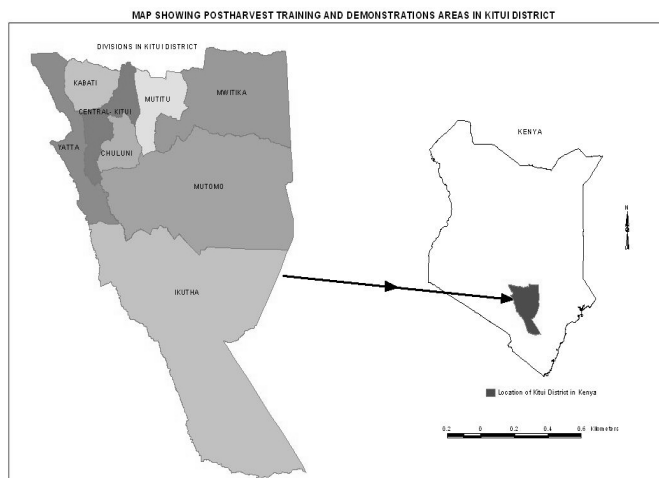 MAP SHOWING POSTHARVEST TRAINING AND DEMONSTRATIONS AREAS IN KITUI DISTRICT
DIVISIONS IN KITUI DISTRICT
KABATI
MUTITU
MWITIKA
CENTRAL- KITUI
YATTA
CHULUNI
MUTOMO
IKUTHA
KENYA
N
Location of Kitui District in Kenya
0.2 0 0.2 0.4 0.6
Kilometers